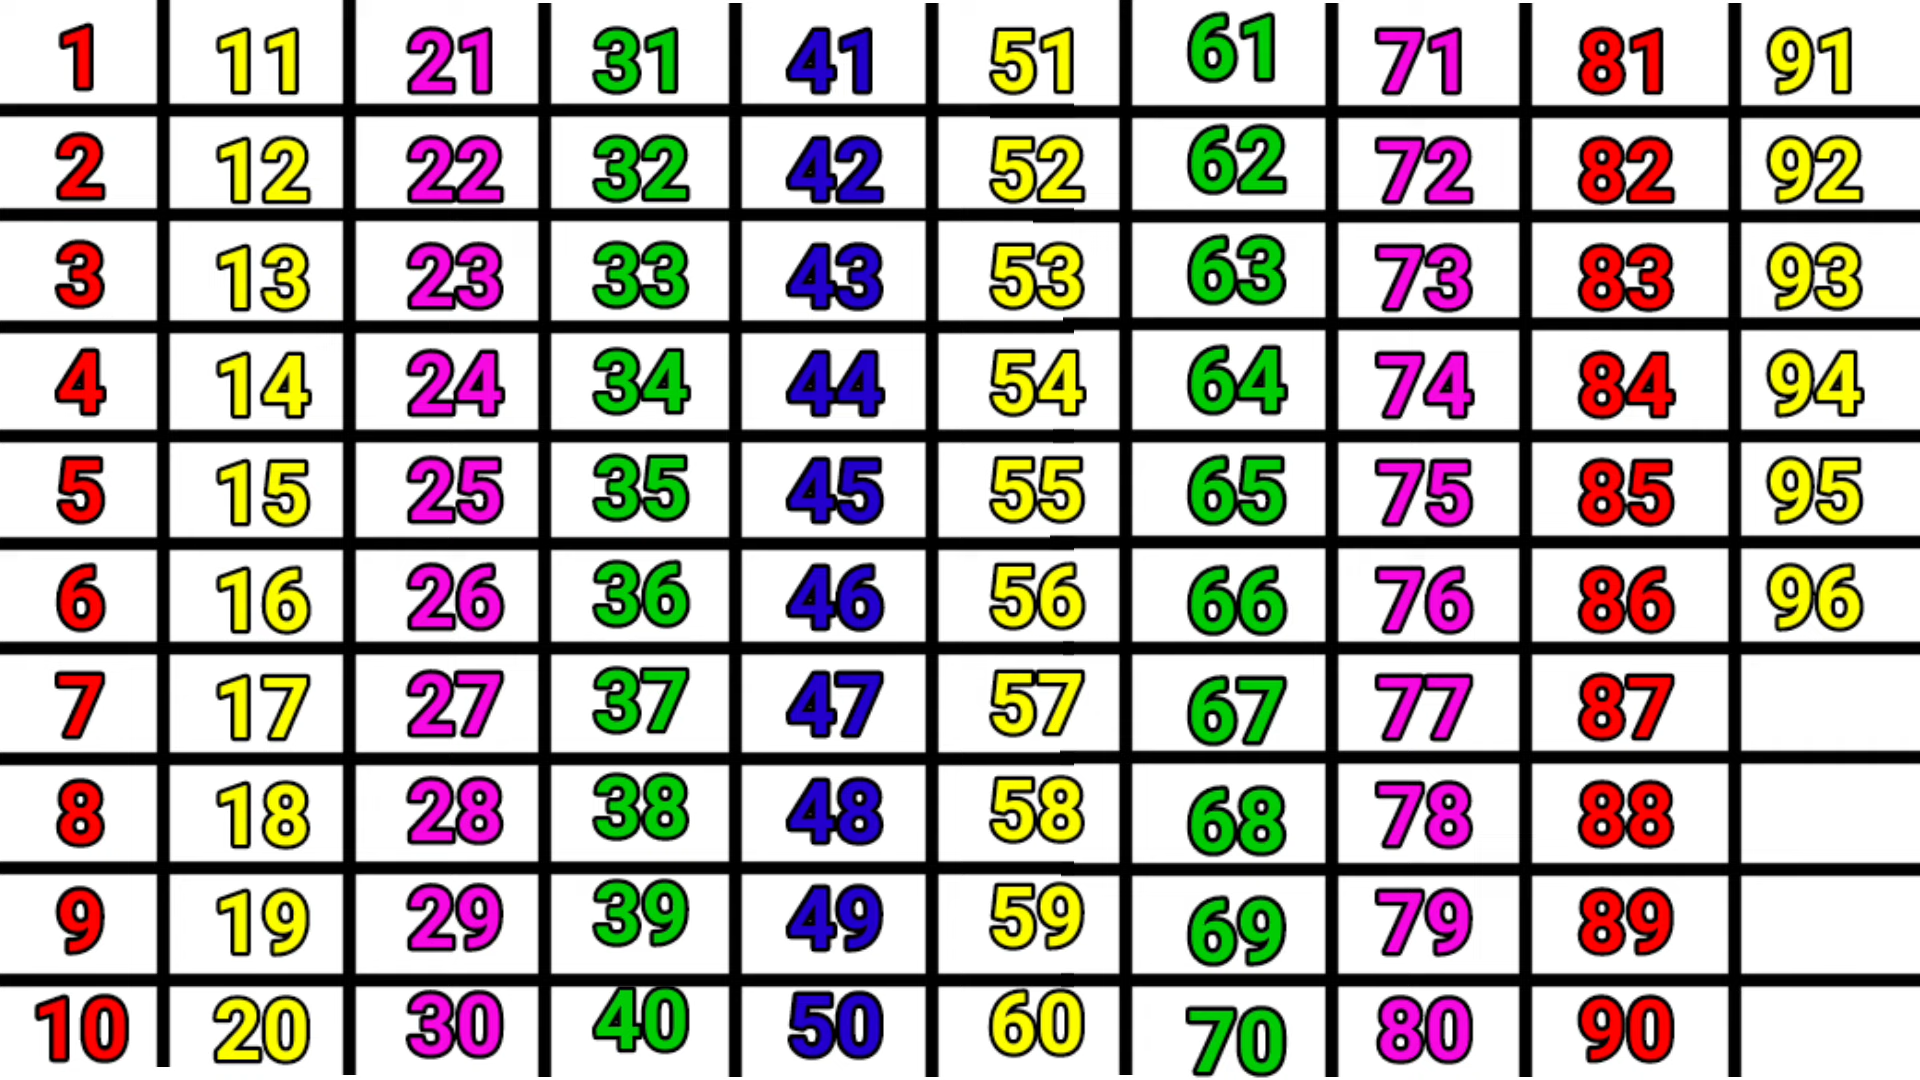 1 11 21 31 41 51 61 71 81 91
2 12 22 32 42 52 62 72 82 92
3 13 23 33 43 53 63 73 83 93
4 14 24 34 44 54 64 74 84 94
5 15 25 35 45 55 65 75 85 95
6 16 26 36 46 56 66 76 86 96
7 17 27 37 47 57 67 77 87
8 18 28 38 48 58 68 78 88
9 19 29 39 49 59 69 79 89
10 20 30 40 50 60 70 80 90